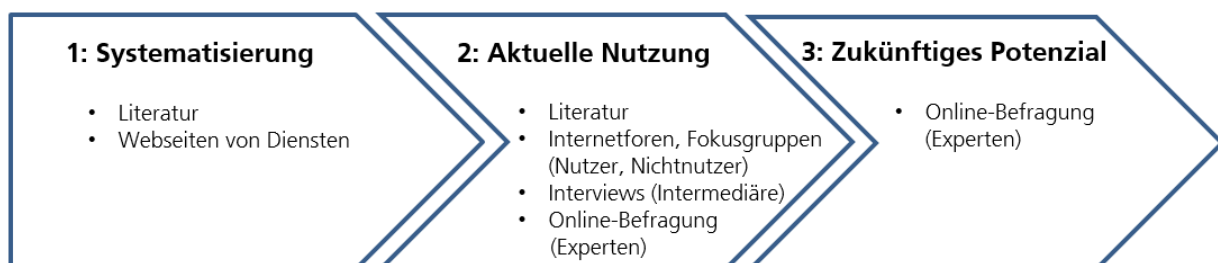 1: Systematisierung
• Literatur
• Webseiten von Diensten
2: Aktuelle Nutzung
• Literatur
• Internetforen, Fokusgruppen
(Nutzer, Nichtnutzer)
• Interviews (Intermediäre)
• Online-Befragung
(Experten)
3: Zukünftiges Potenzial
• Online-Befragung
(Experten)